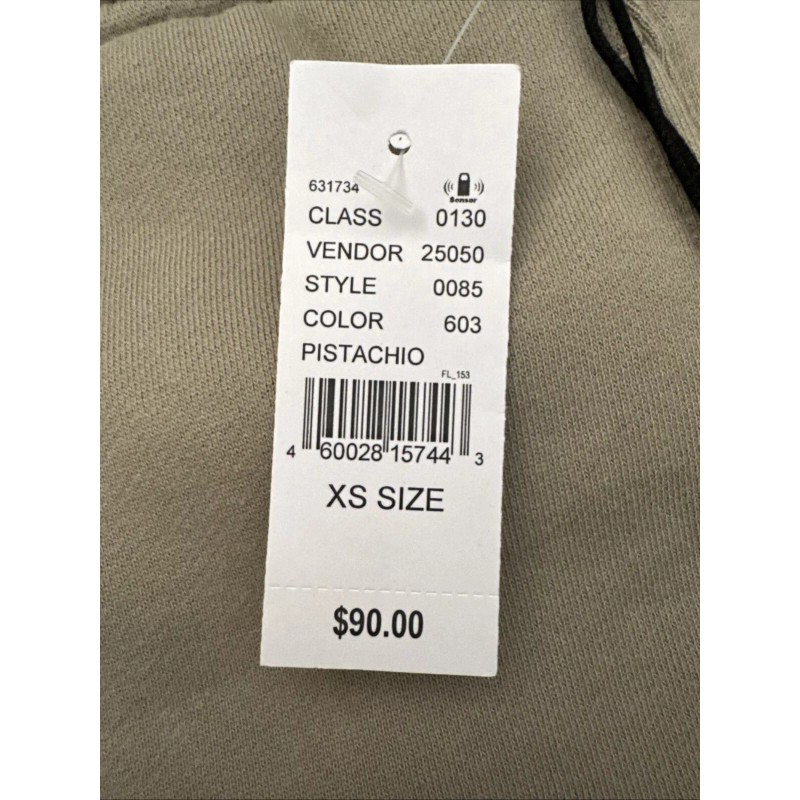 631734
Sensor
CLASS 0130
VENDOR 25050
STYLE 0085
COLOR 603
PISTACHIO
FL_153
4 60028 15744 3
XS SIZE
$90.00